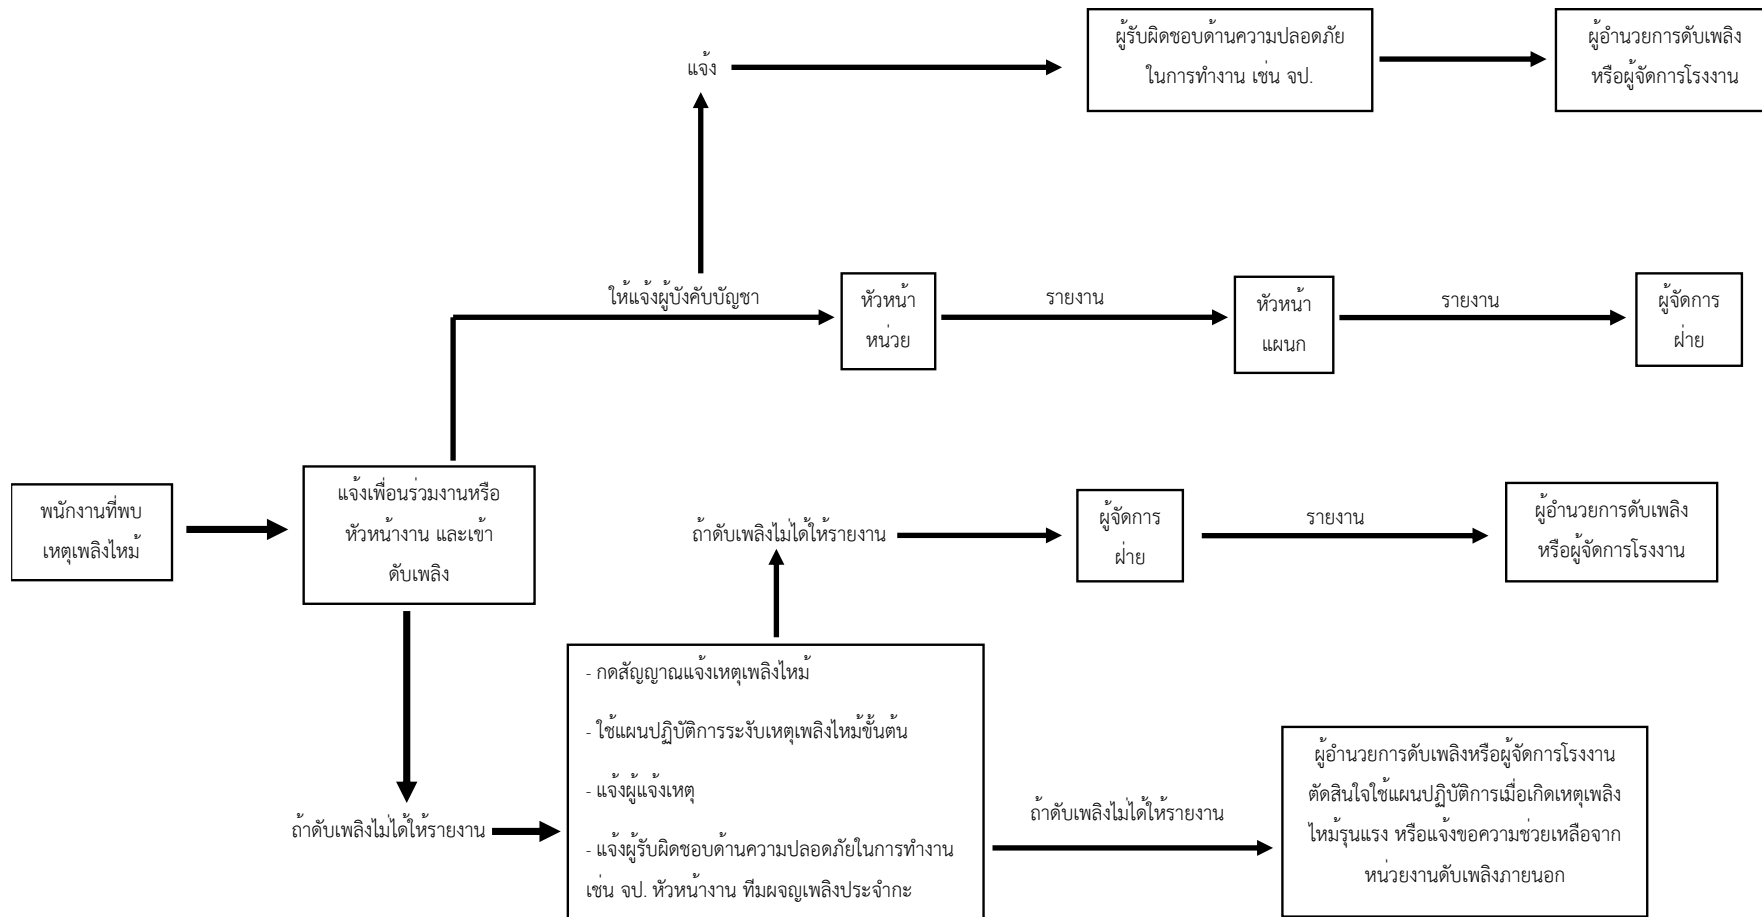 ผู้รับผิดชอบด้านความปลอดภัย
ในการทำงาน เช่น จป.
ผู้อำนวยการดับเพลิง
หรือผู้จัดการโรงงาน
แจ้ง
ให้แจ้งผู้บังคับบัญชา
หัวหน้า
หน่วย
รายงาน
หัวหน้า
แผนก
รายงาน
ผู้จัดการ
ฝ่าย
พนักงานที่พบ
เหตุเพลิงไหม้
แจ้งเพื่อนร่วมงานหรือ
หัวหน้างาน และเข้า
ดับเพลิง
ถ้าดับเพลิงไม่ได้ให้รายงาน
ผู้จัดการ
ฝ่าย
รายงาน
ผู้อำนวยการดับเพลิง
หรือผู้จัดการโรงงาน
ถ้าดับเพลิงไม่ได้ให้รายงาน
- กดสัญญาณแจ้งเหตุเพลิงไหม้
- ใช้แผนปฏิบัติการระงับเหตุเพลิงไหม้ขั้นต้น
- แจ้งผู้แจ้งเหตุ
- แจ้งผู้รับผิดชอบด้านความปลอดภัยในการทำงาน
เช่น จป. หัวหน้างาน ทีมผจญเพลิงประจำกะ
ถ้าดับเพลิงไม่ได้ให้รายงาน
ผู้อำนวยการดับเพลิงหรือผู้จัดการโรงงาน
ตัดสินใจใช้แผนปฏิบัติการเมื่อเกิดเหตุเพลิง
ไหม้รุนแรง หรือแจ้งขอความช่วยเหลือจาก
หน่วยงานดับเพลิงภายนอก